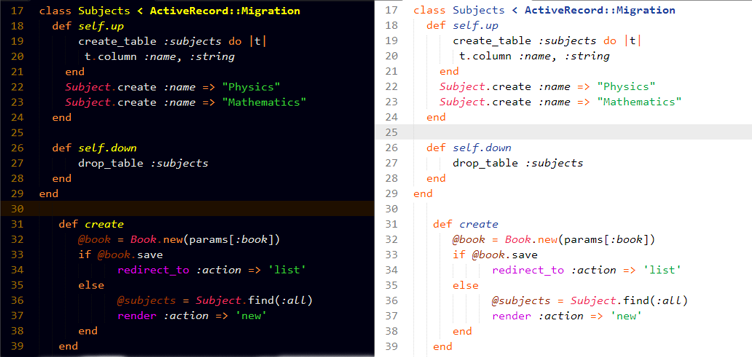 17 class Subjects < ActiveRecord::Migration
18 def self.up
19 create_table :subjects do |t|
20 t.column :name, :string
21 end
22 Subject.create :name => "Physics"
23 Subject.create :name => "Mathematics"
24 end
25
26 def self.down
27 drop_table :subjects
28 end
29 end
30
31 def create
32 @book = Book.new(params[:book])
33 if @book.save
34 redirect_to :action => 'list'
35 else
36 @subjects = Subject.find(:all)
37 render :action => 'new'
38 end
39 end
17 class Subjects < ActiveRecord::Migration
18 def self.up
19 create_table :subjects do |t|
20 t.column :name, :string
21 end
22 Subject.create :name => "Physics"
23 Subject.create :name => "Mathematics"
24 end
25
26 def self.down
27 drop_table :subjects
28 end
29 end
30
31 def create
32 @book = Book.new(params[:book])
33 if @book.save
34 redirect_to :action => 'list'
35 else
36 @subjects = Subject.find(:all)
37 render :action => 'new'
38 end
39 end